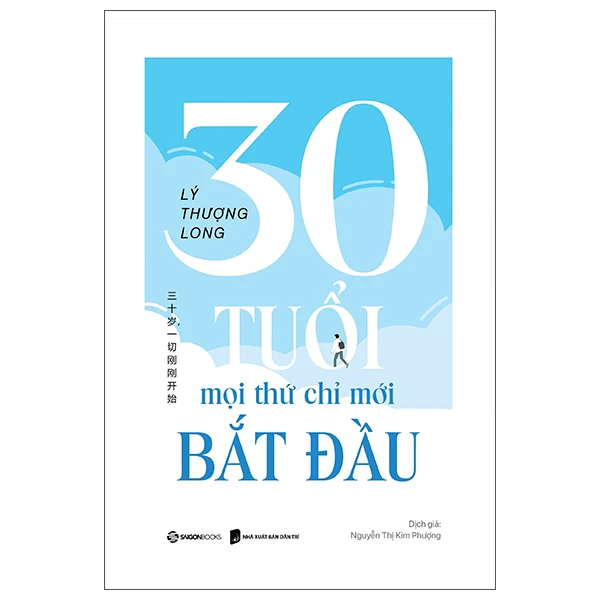 30
LÝ
THƯỢNG
LONG
三十岁，一切刚刚开始
TUỔI
mọi thứ chỉ mới
BẮT ĐẦU
Dịch giả:
Nguyễn Thị Kim Phượng
SAIGONBOOKS
NHÀ XUẤT BẢN DÂN TRÍ